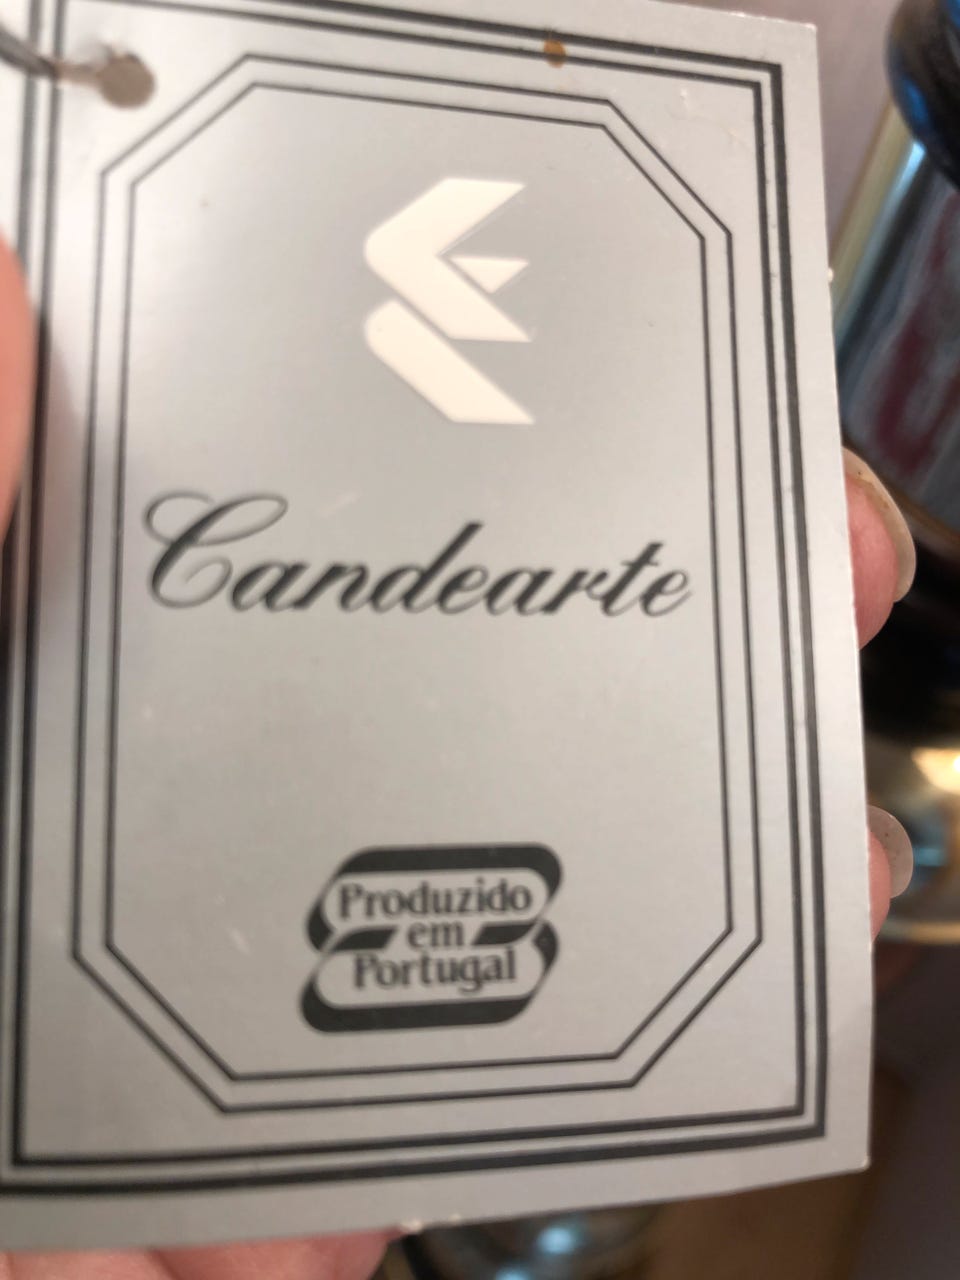 Candearte
Produzido
em
Portugal